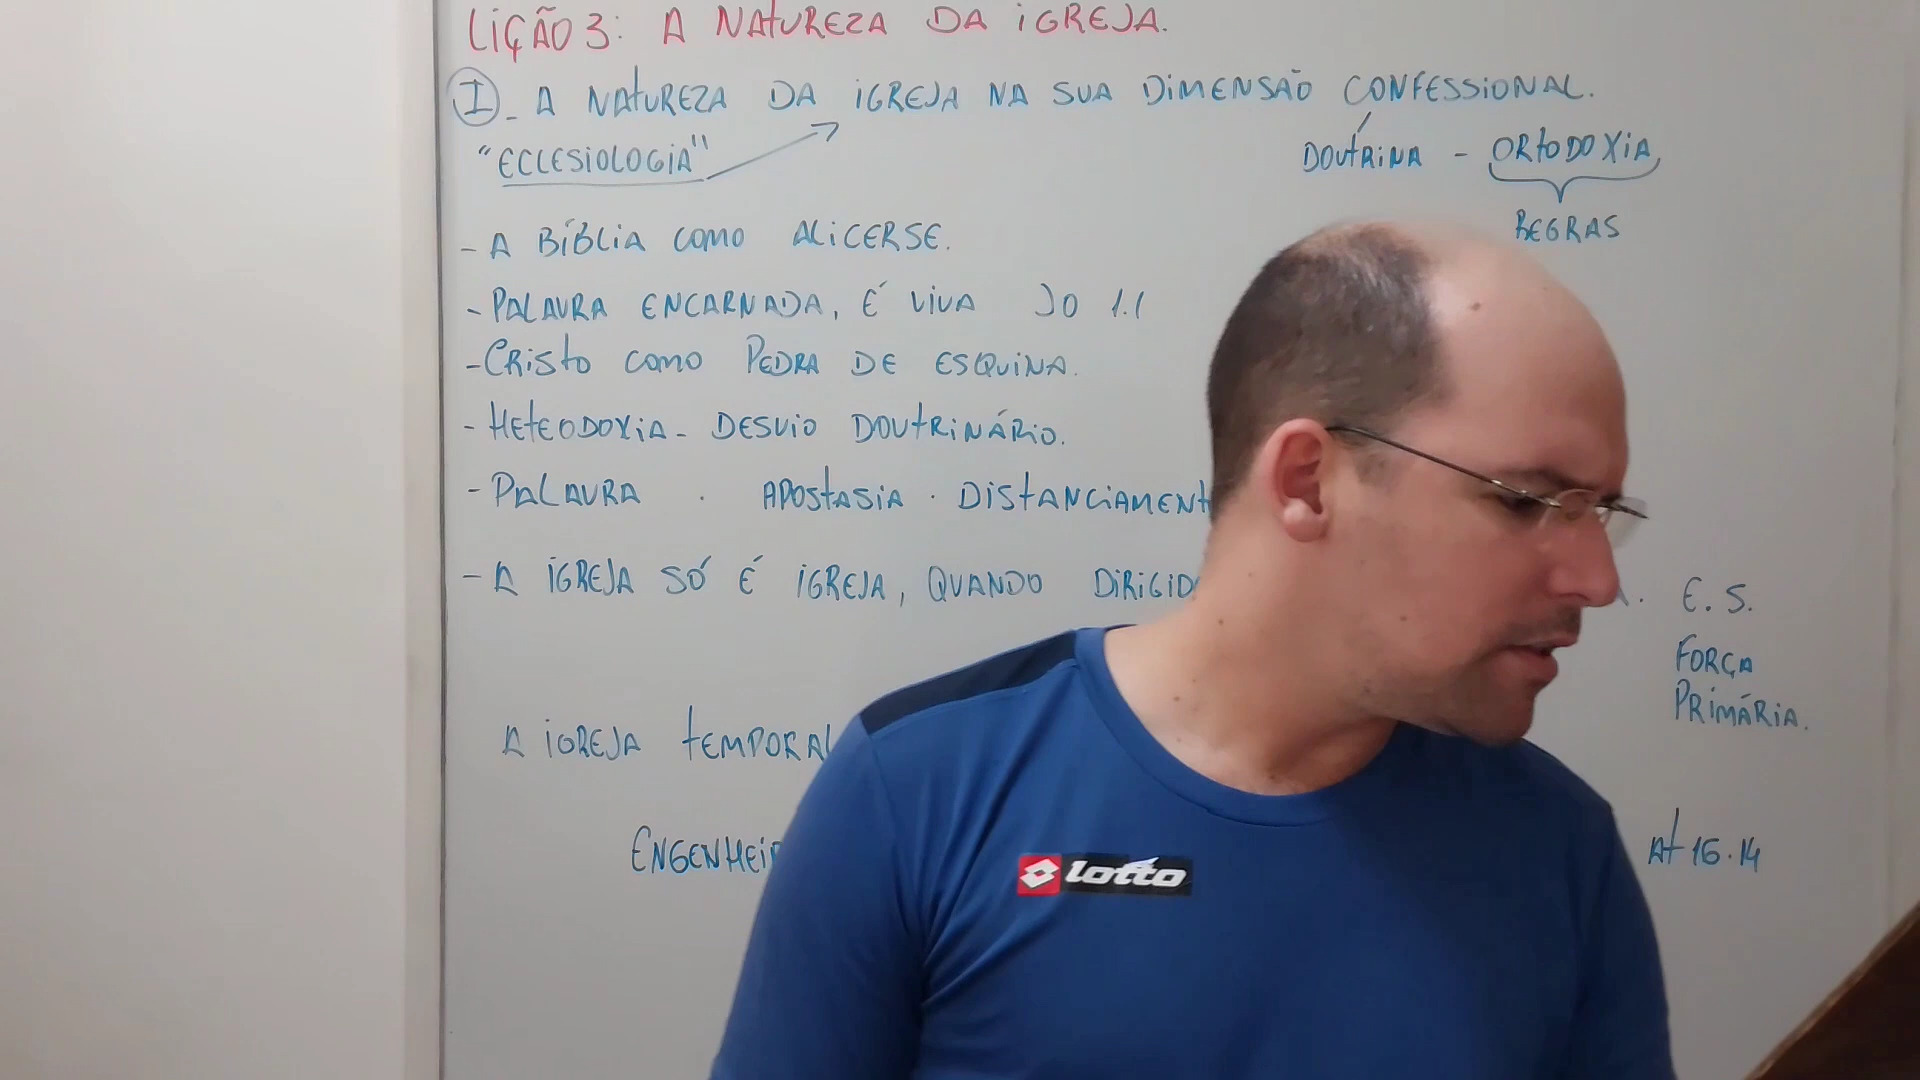 LIÇÃO 3: A NATUREZA DA IGREJA.
I - A NATUREZA DA IGREJA NA SUA DIMENSÃO CONFESSIONAL.
"ECCLESIOLOGIA"
DOUTRINA - ORTODOXIA,
REGRAS
- A BÍBLIA COMO ALICERSE.
- PALAVRA ENCARNADA, É VIVA JO 1.1
- CRISTO COMO PEDRA DE ESQUINA.
- HETEODOXIA - DESVIO DOUTRINÁRIO.
- PALAVRA . APOSTASIA . DISTANCIAMENT
- A IGREJA SÓ É IGREJA, QUANDO DIRIGID
E. S.
FORÇA
PRIMÁRIA.
A IGREJA TEMPORAL
ENGENHEI
At 16.14
lotto